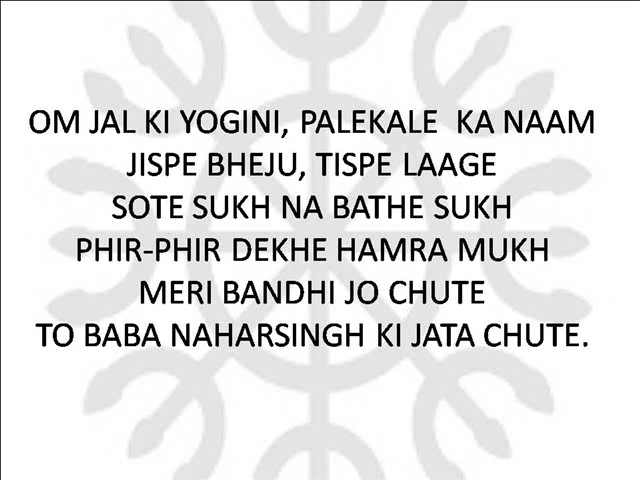 OM JAL KI YOGINI, PALEKALE KA NAAM
JISPE BHEJU, TISPE LAAGE
SOTE SUKH NA BATHE SUKH
PHIR-PHIR DEKHE HAMRA MUKH
MERI BANDHI JO CHUTE
TO BABA NAHARSINGH KI JATA CHUTE.